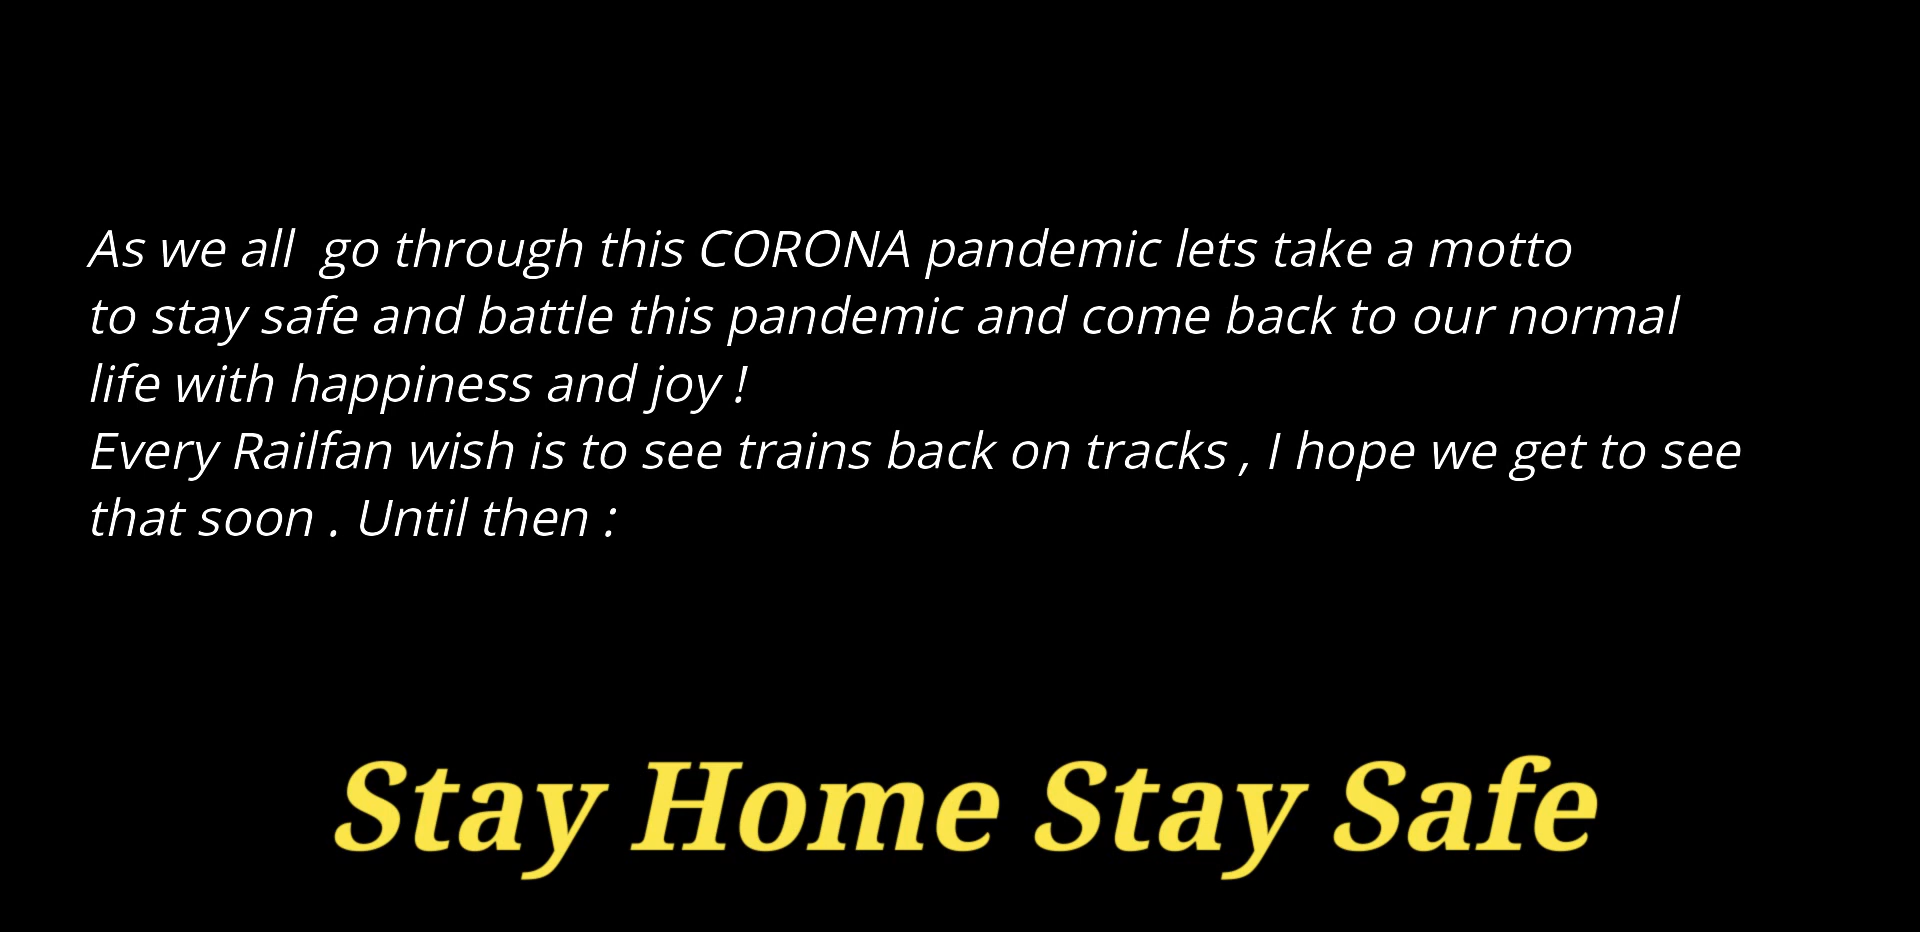 As we all  go through this CORONA pandemic lets take a motto
to stay safe and battle this pandemic and come back to our normal
life with happiness and joy !
Every Railfan wish is to see trains back on tracks , I hope we get to see
that soon . Until then :
Stay Home Stay Safe